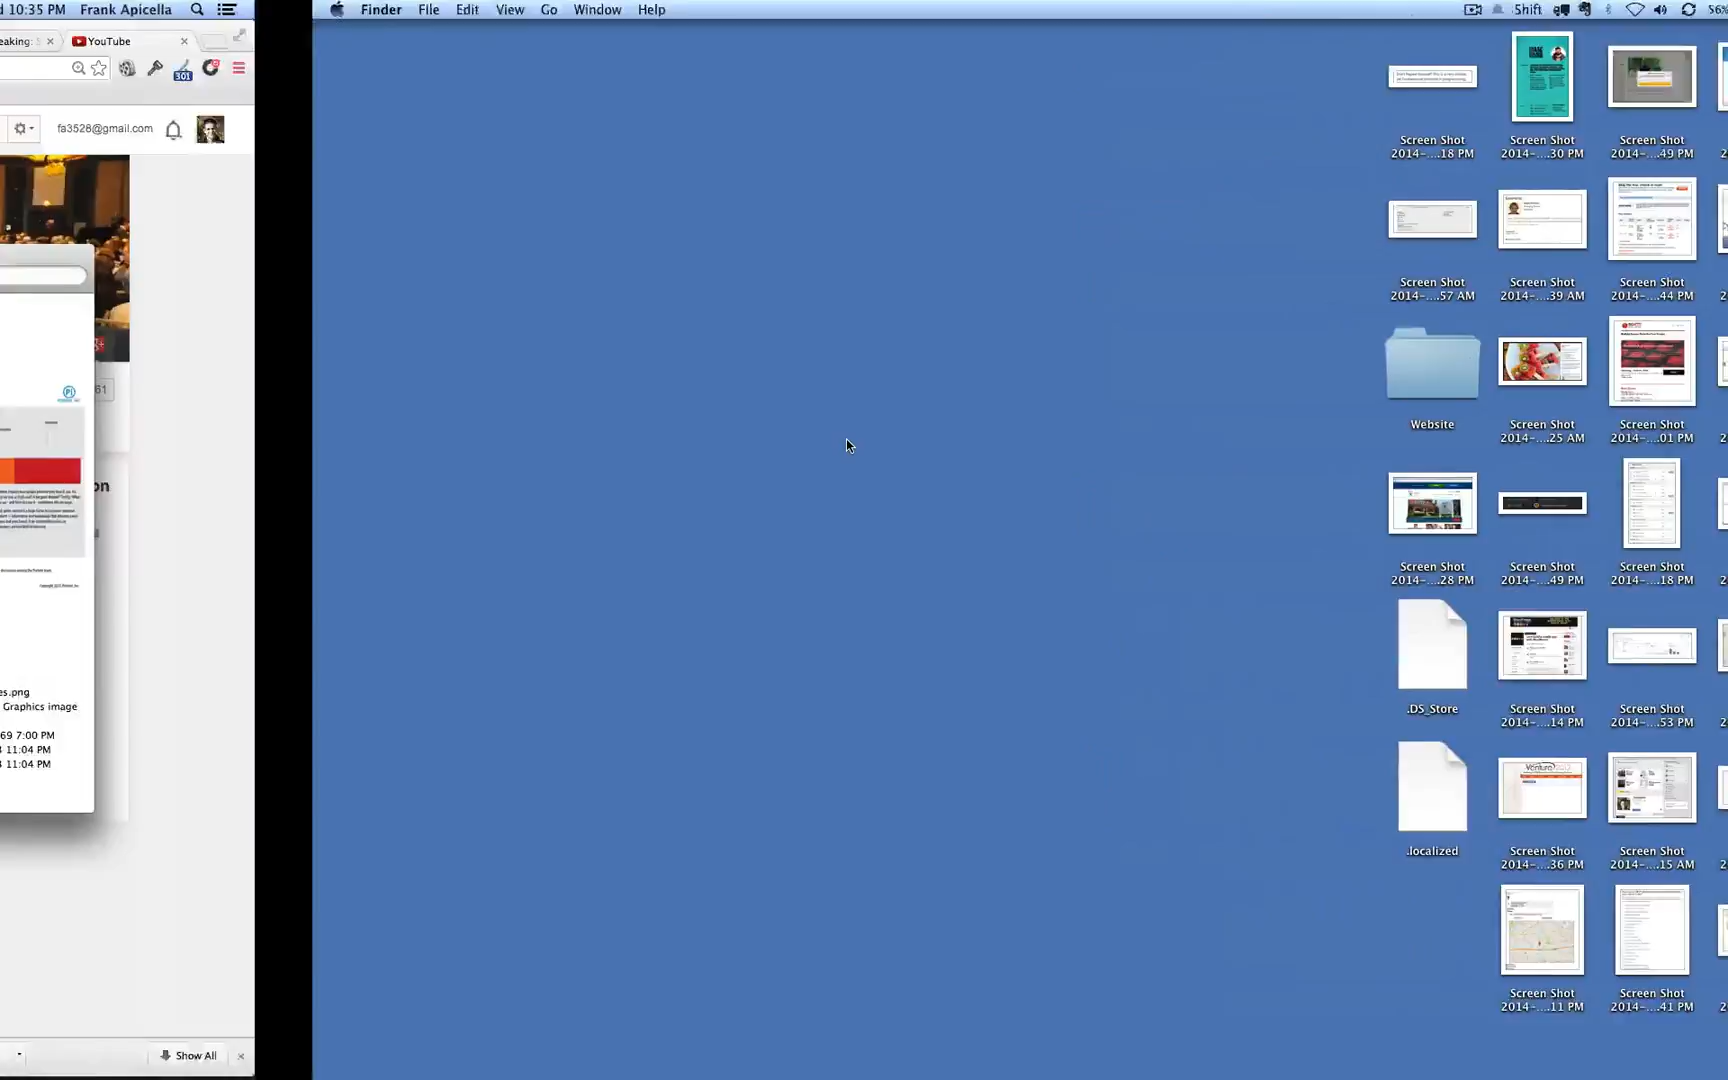 d 10:35 PM Frank Apicella
eaking:
YouTube
301
fa3528@gmail.com
61
on
es.png
Graphics image
69 7:00 PM
11:04 PM
11:04 PM
Show All
Finder File Edit View Go Window Help
Shift
56%
Screen Shot
2014-....18 PM
Screen Shot
2014-....30 PM
Screen Shot
2014-....49 PM
Screen Shot
2014-....57 AM
Screen Shot
2014-....39 AM
Screen Shot
2014-....44 PM
Website
Screen Shot
2014-....25 AM
Screen Shot
2014-....01 PM
Screen Shot
2014-....28 PM
Screen Shot
2014-....49 PM
Screen Shot
2014-....18 PM
.DS_Store
Screen Shot
2014-....14 PM
Screen Shot
2014-....53 PM
.localized
Screen Shot
2014-....36 PM
Screen Shot
2014-....15 AM
Screen Shot
2014-....11 PM
Screen Shot
2014-....41 PM